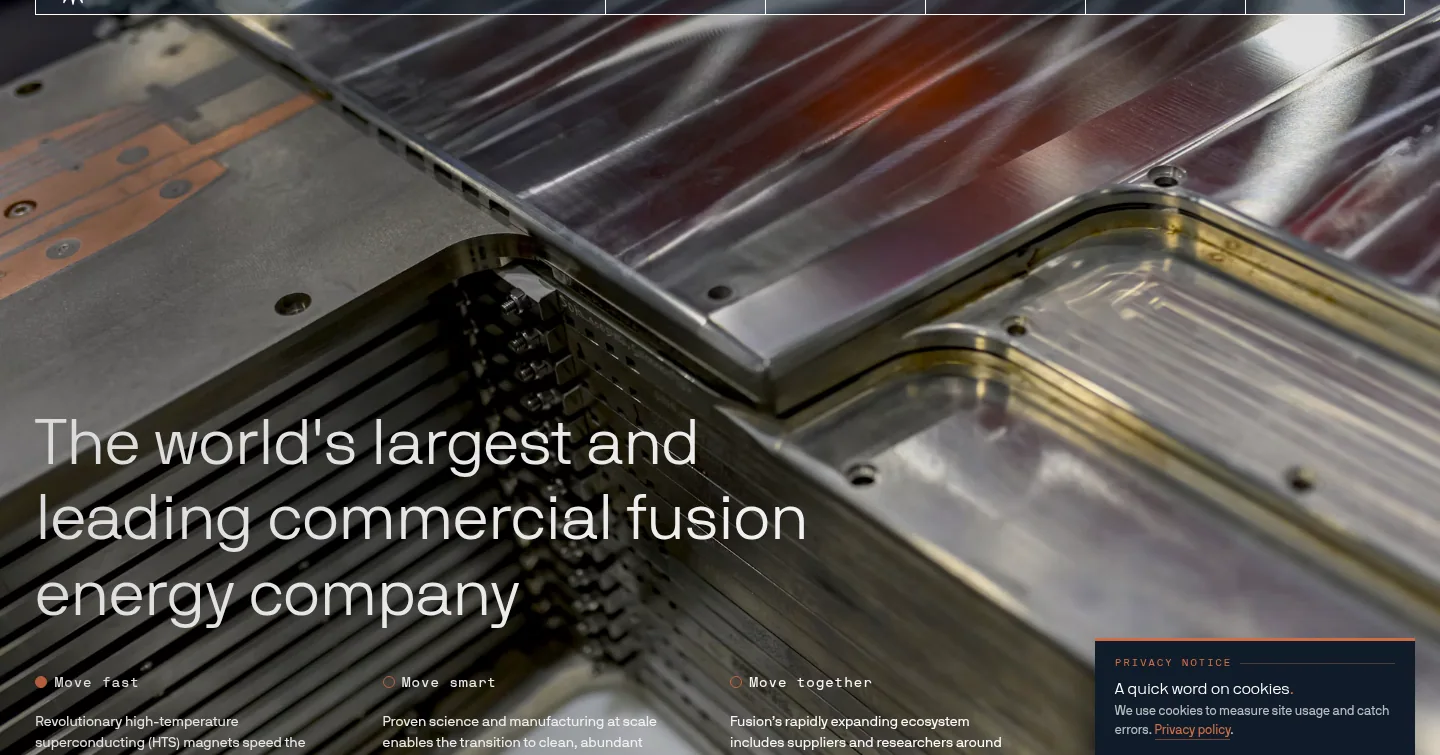 The world's largest and
leading commercial fusion
energy company
Move fast
Revolutionary high-temperature
superconducting (HTS) magnets speed the
Move smart
Proven science and manufacturing at scale
enables the transition to clean, abundant
Move together
Fusion’s rapidly expanding ecosystem
includes suppliers and researchers around
PRIVACY NOTICE
A quick word on cookies.
We use cookies to measure site usage and catch
errors. Privacy policy.